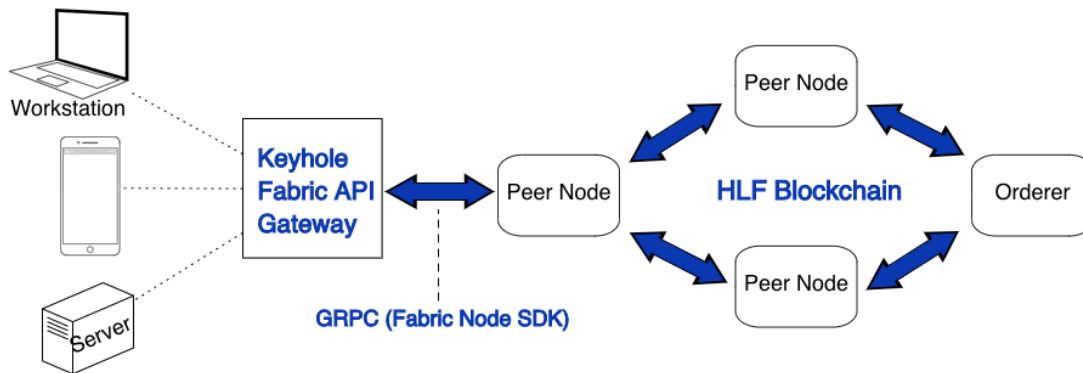 Workstation
Server
Keyhole
Fabric API
Gateway
GRPC (Fabric Node SDK)
Peer Node
Peer Node
HLF Blockchain
Peer Node
Orderer